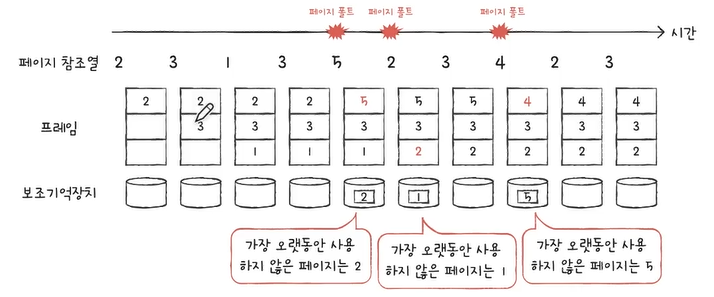 페이지 폴트 페이지 폴트 페이지 폴트
시간
페이지 참조열 2 3 1 3 5 2 3 4 2 3
2 2 2 2 5 5 5 4 4 4
프레임 3 3 3 3 3 3 3 3 3
1 1 1 2 2 2 2 2
보조기억장치 2 1 5
가장 오랫동안 사용
하지 않은 페이지는 2
가장 오랫동안 사용
하지 않은 페이지는 1
가장 오랫동안 사용
하지 않은 페이지는 5